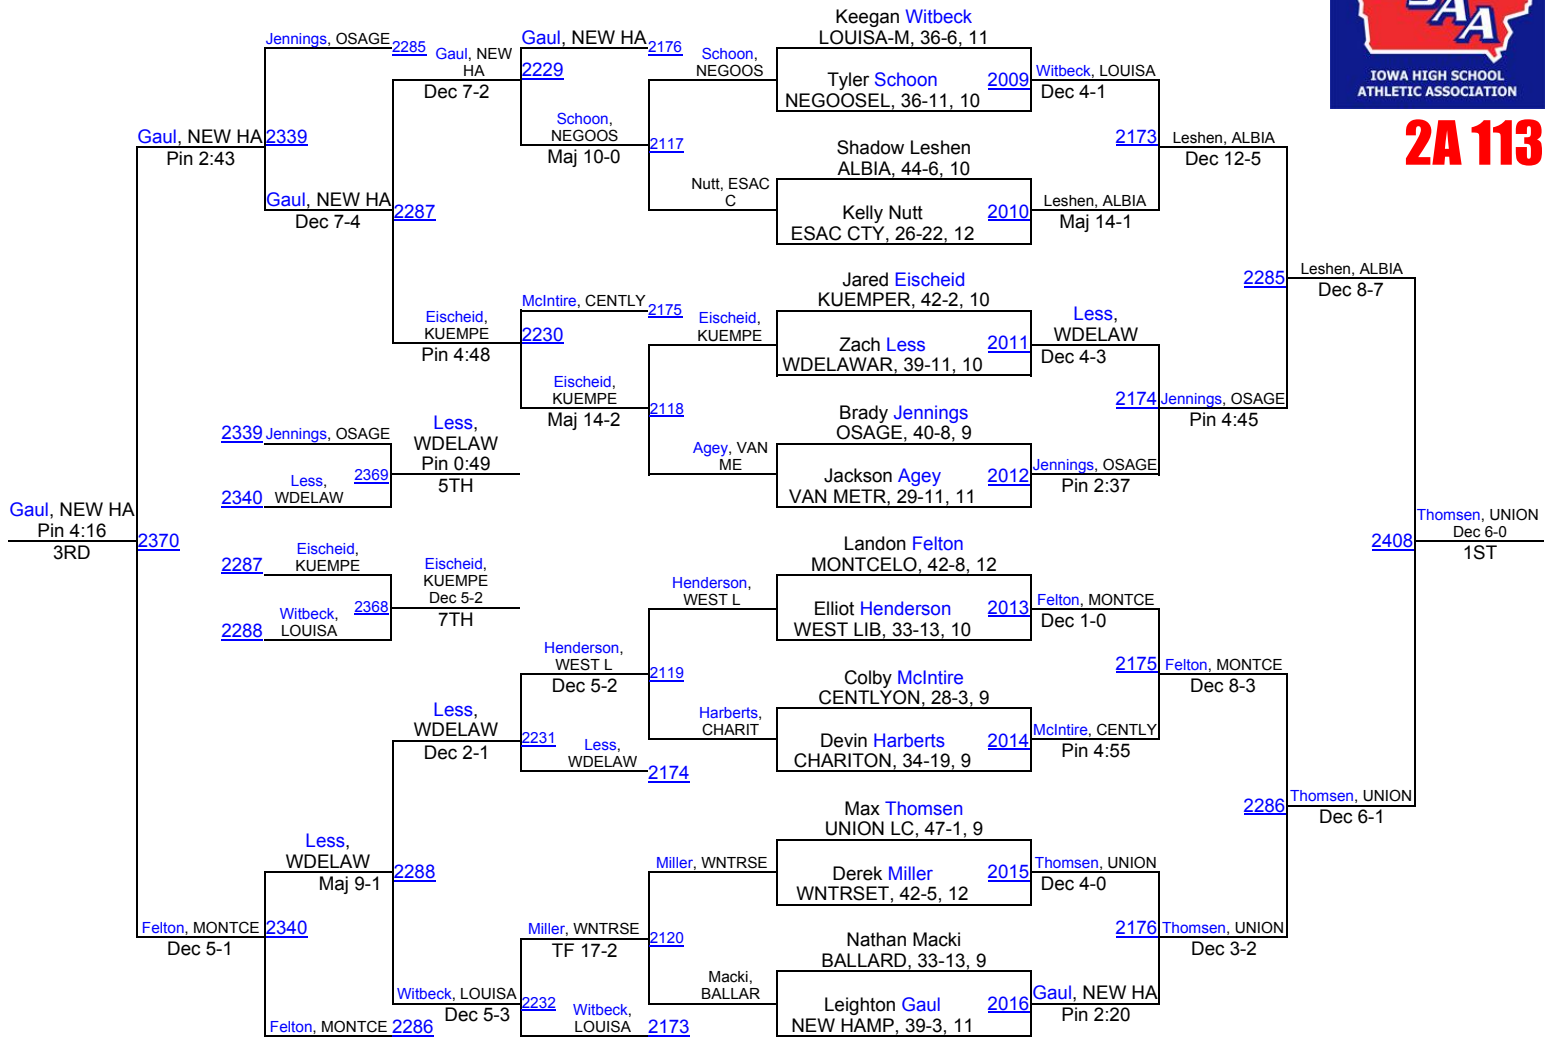 IOWA HIGH SCHOOL
ATHLETIC ASSOCIATION
2A 113
Keegan Witbeck
LOUISA-M, 36-6, 11
Tyler Schoon
NEGOOSEL, 36-11, 10
2009
Shadow Leshen
ALBIA, 44-6, 10
Kelly Nutt
ESAC CTY, 26-22, 12
2010
Jared Eischeid
KUEMPER, 42-2, 10
Zach Less
WDELAWAR, 39-11, 10
2011
Brady Jennings
OSAGE, 40-8, 9
Jackson Agey
VAN METR, 29-11, 11
2012
Landon Felton
MONTCELO, 42-8, 12
Elliot Henderson
WEST LIB, 33-13, 10
2013
Colby McIntire
CENTLYON, 28-3, 9
Devin Harberts
CHARITON, 34-19, 9
2014
Max Thomsen
UNION LC, 47-1, 9
Derek Miller
WNTRSET, 42-5, 12
2015
Nathan Macki
BALLARD, 33-13, 9
Leighton Gaul
NEW HAMP, 39-3, 11
2016
Witbeck, LOUISA
Dec 4-1
2173
Leshen, ALBIA
Maj 14-1
Less,
WDELAW
Dec 4-3
2174
Jennings, OSAGE
Pin 2:37
Felton, MONTCE
Dec 1-0
2175
McIntire, CENTLY
Pin 4:55
Thomsen, UNION
Dec 4-0
2176
Gaul, NEW HA
Pin 2:20
Leshen, ALBIA
Dec 12-5
2285
Jennings, OSAGE
Pin 4:45
Felton, MONTCE
Dec 8-3
2286
Thomsen, UNION
Dec 3-2
Leshen, ALBIA
Dec 8-7
2408
Thomsen, UNION
Dec 6-1
Thomsen, UNION
Dec 6-0
1ST
Schoon,
NEGOOS
2117
Nutt, ESAC
C
Eischeid,
KUEMPE
2118
Agey, VAN
ME
Henderson,
WEST L
2119
Harberts,
CHARIT
Miller, WNTRSE
2120
Macki,
BALLAR
Gaul, NEW HA
2176
2229
Schoon,
NEGOOS
Maj 10-0
McIntire, CENTLY
2175
2230
Eischeid,
KUEMPE
Maj 14-2
Henderson,
WEST L
Dec 5-2
2231
Less,
WDELAW
2174
Miller, WNTRSE
TF 17-2
2232
Witbeck,
LOUISA
2173
Gaul, NEW
HA
Dec 7-2
2287
Eischeid,
KUEMPE
Pin 4:48
Less,
WDELAW
Dec 2-1
2288
Witbeck, LOUISA
Dec 5-3
Jennings, OSAGE
2285
2339
Gaul, NEW HA
Dec 7-4
Less,
WDELAW
Maj 9-1
2340
Felton, MONTCE
2286
Gaul, NEW HA
Pin 2:43
2370
Felton, MONTCE
Dec 5-1
Gaul, NEW HA
Pin 4:16
3RD
2339
Jennings, OSAGE
2369
2340
Less,
WDELAW
Less,
WDELAW
Pin 0:49
5TH
2287
Eischeid,
KUEMPE
2368
2288
Witbeck,
LOUISA
Eischeid,
KUEMPE
Dec 5-2
7TH